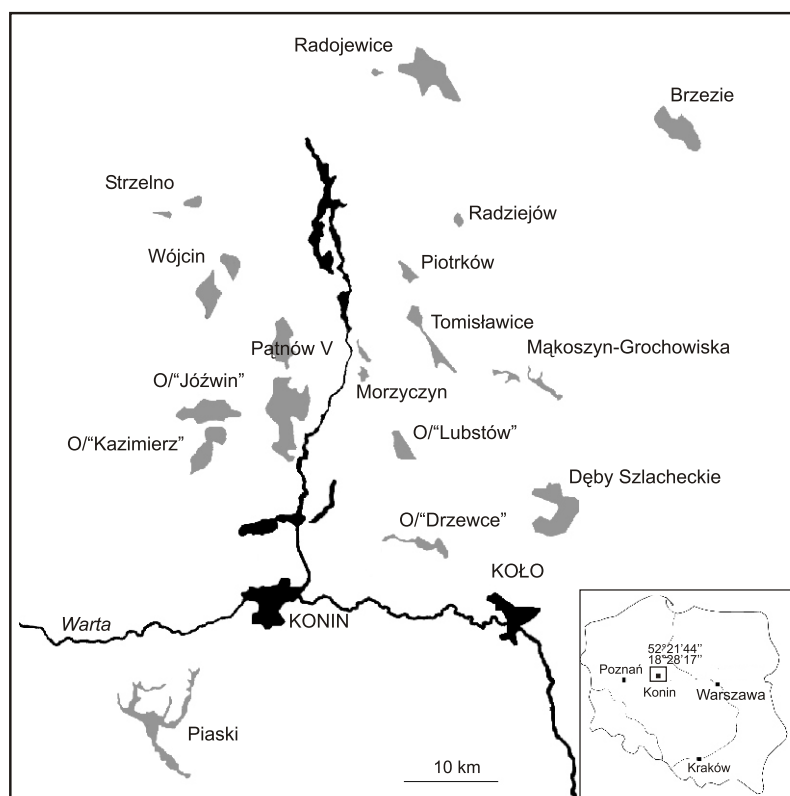 Radojewice
Brzezie
Strzelno
Radziejów
Wójcin
Piotrków
Tomisławice
Pątnów V
Mąkoszyn-Grochowiska
O/“Jóźwin”
Morzyczyn
O/“Kazimierz”
O/“Lubstów”
Dęby Szlacheckie
O/“Drzewce”
KOŁO
KONIN
Warta
Piaski
10 km
52°21'44''
18°28'17''
Poznań
Konin
Warszawa
Kraków